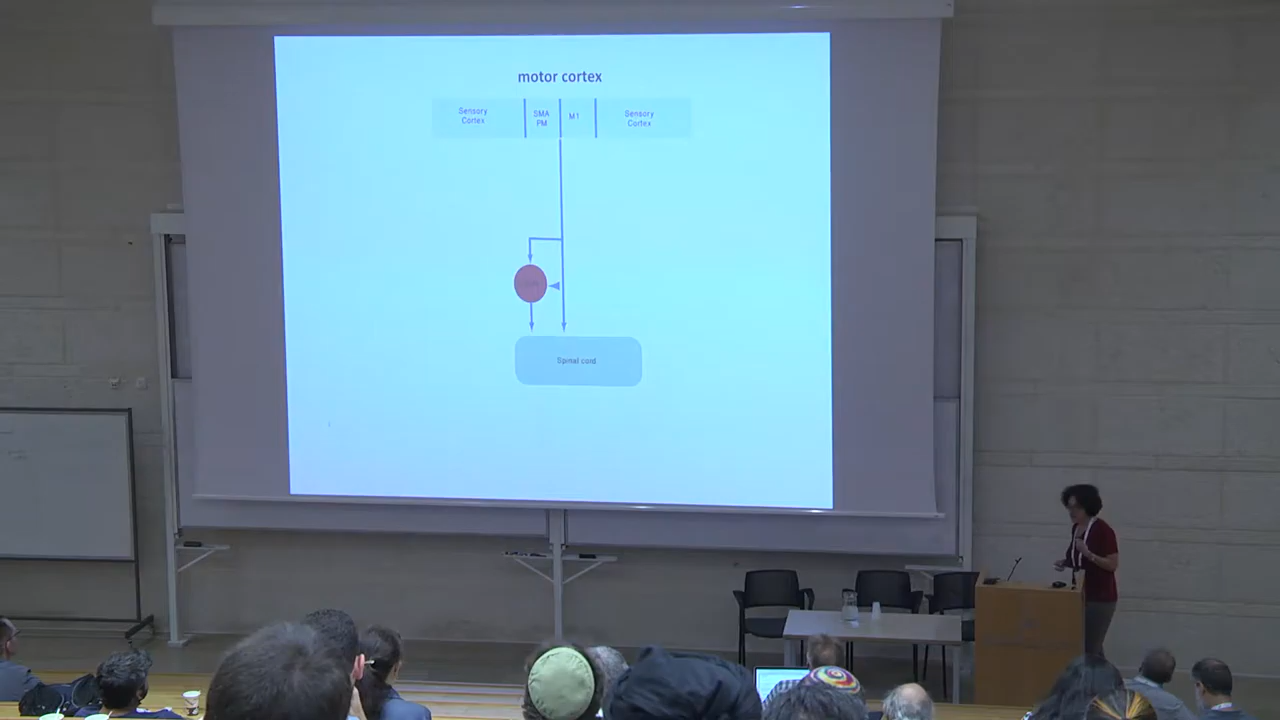 motor cortex
Sensory
Cortex
SMA
PM
M1
Sensory
Cortex
Spinal cord